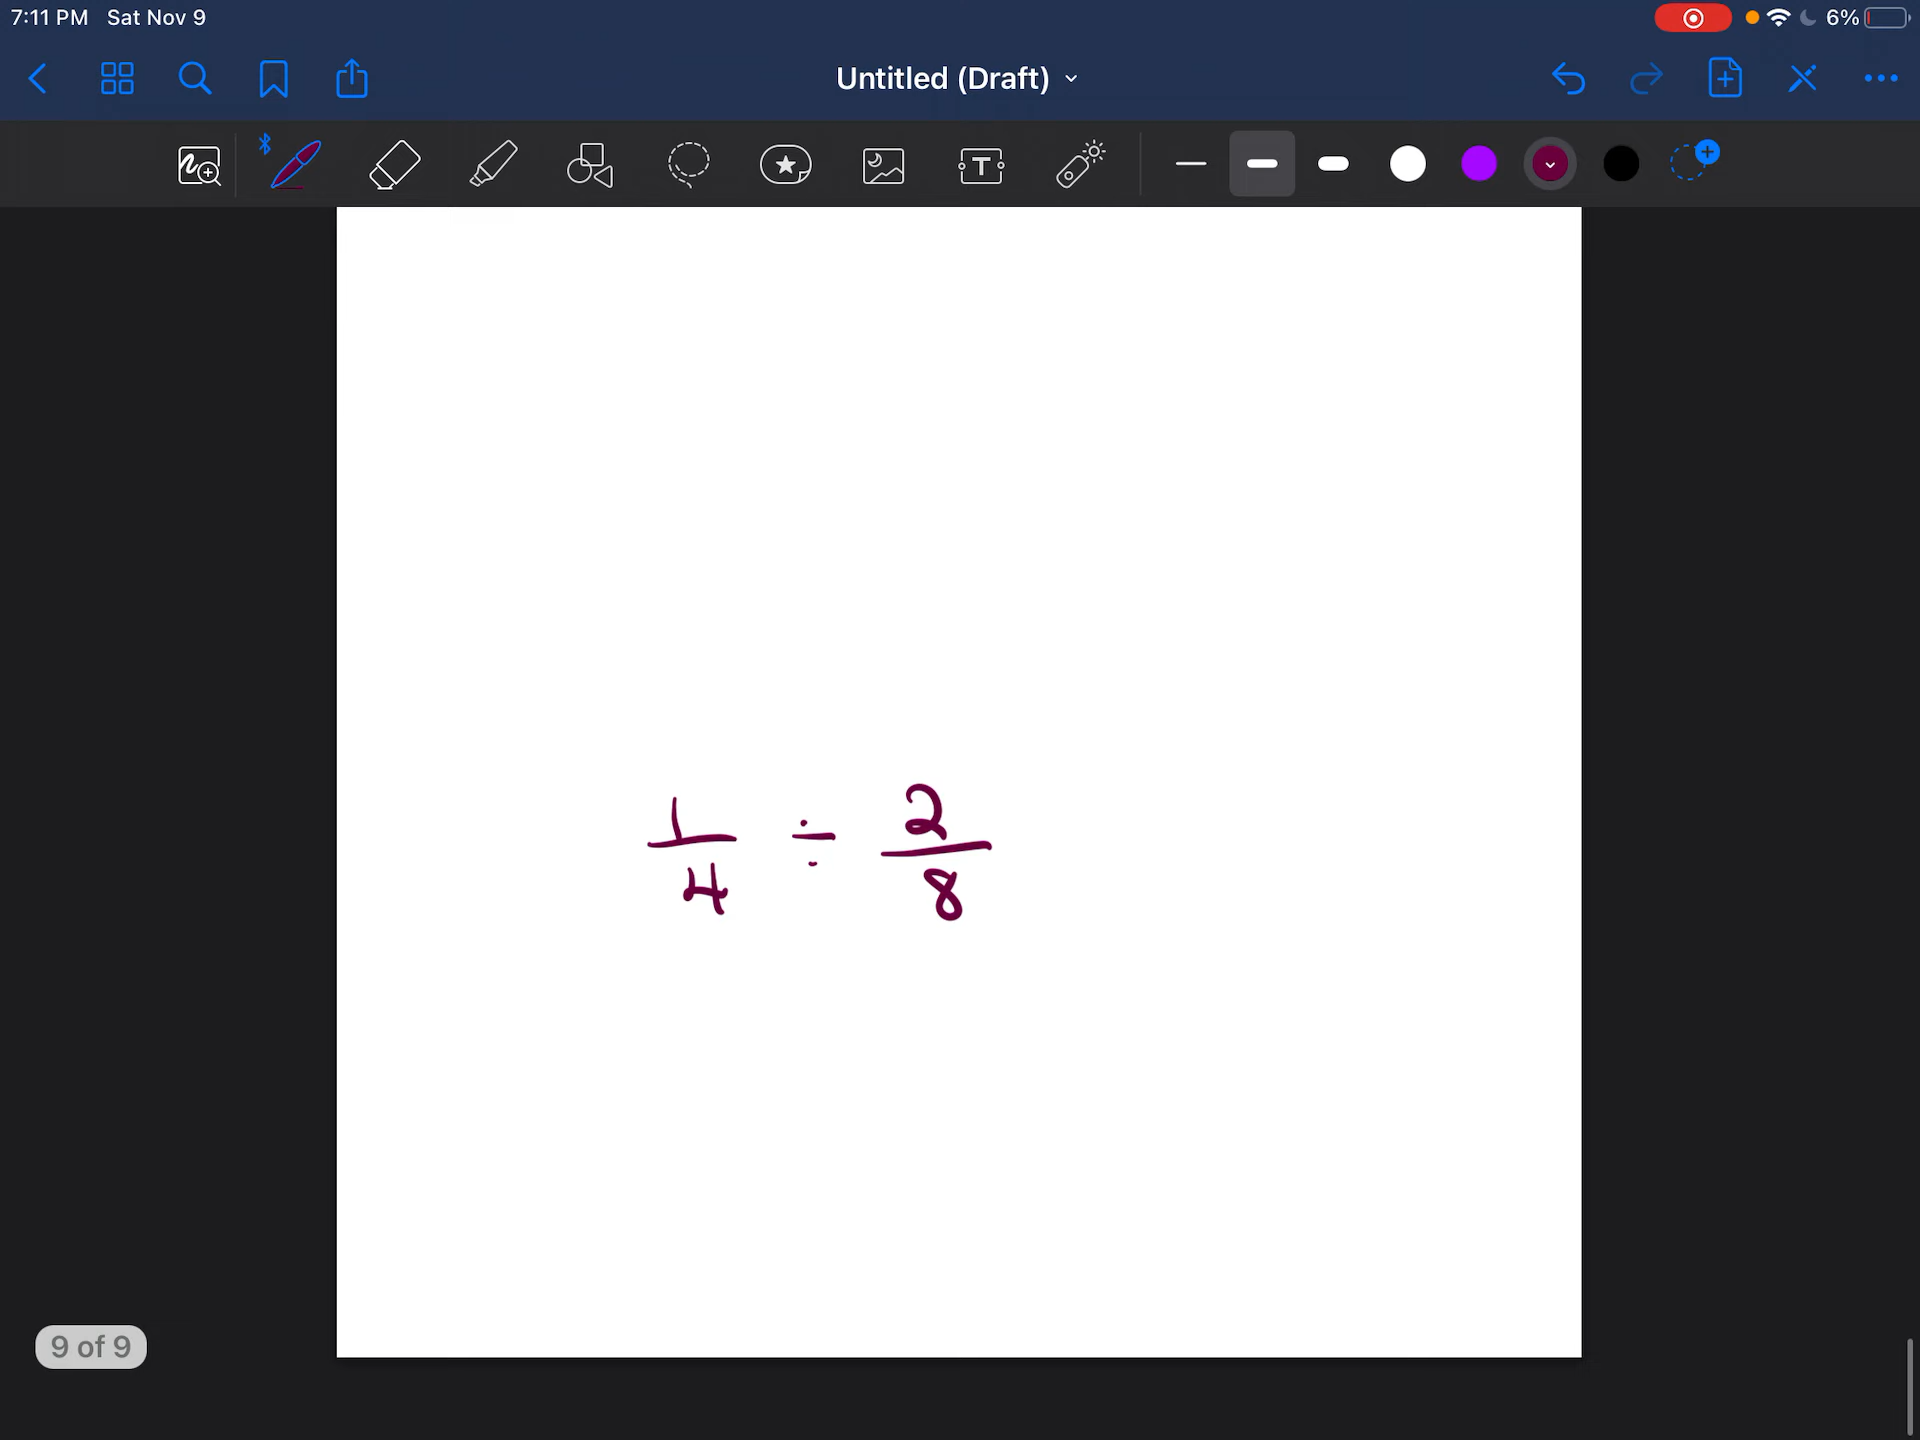 7:11 PM Sat Nov 9 6%
Untitled (Draft)
T
1/4 ÷ 2/8
9 of 9